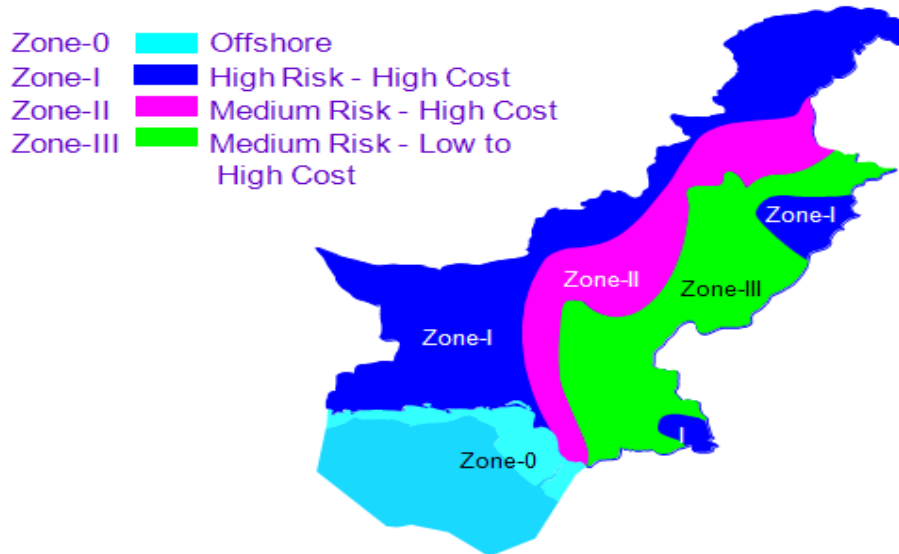 Zone-0 Offshore
Zone-I High Risk - High Cost
Zone-II Medium Risk - High Cost
Zone-III Medium Risk - Low to
High Cost
Zone-I
Zone-II
Zone-III
Zone-I
I
Zone-0